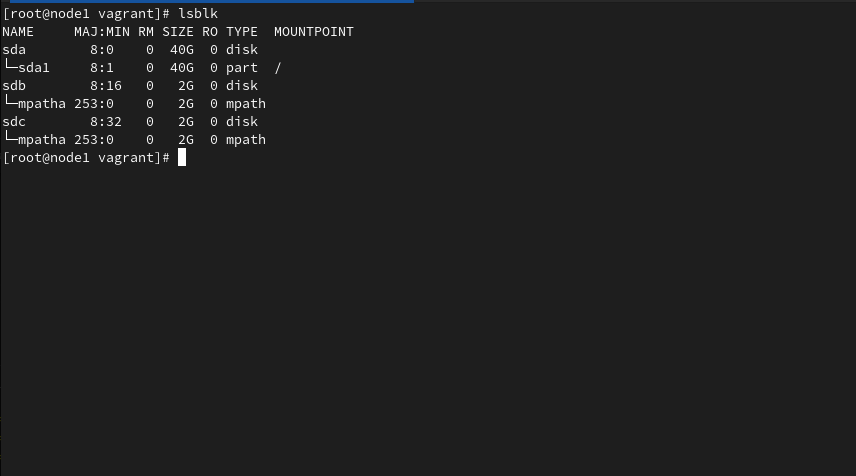 [root@node1 vagrant]# lsblk
NAME     MAJ:MIN RM SIZE RO TYPE  MOUNTPOINT
sda        8:0    0  40G  0 disk
└─sda1     8:1    0  40G  0 part  /
sdb        8:16   0   2G  0 disk
└─mpatha 253:0    0   2G  0 mpath
sdc        8:32   0   2G  0 disk
└─mpatha 253:0    0   2G  0 mpath
[root@node1 vagrant]#